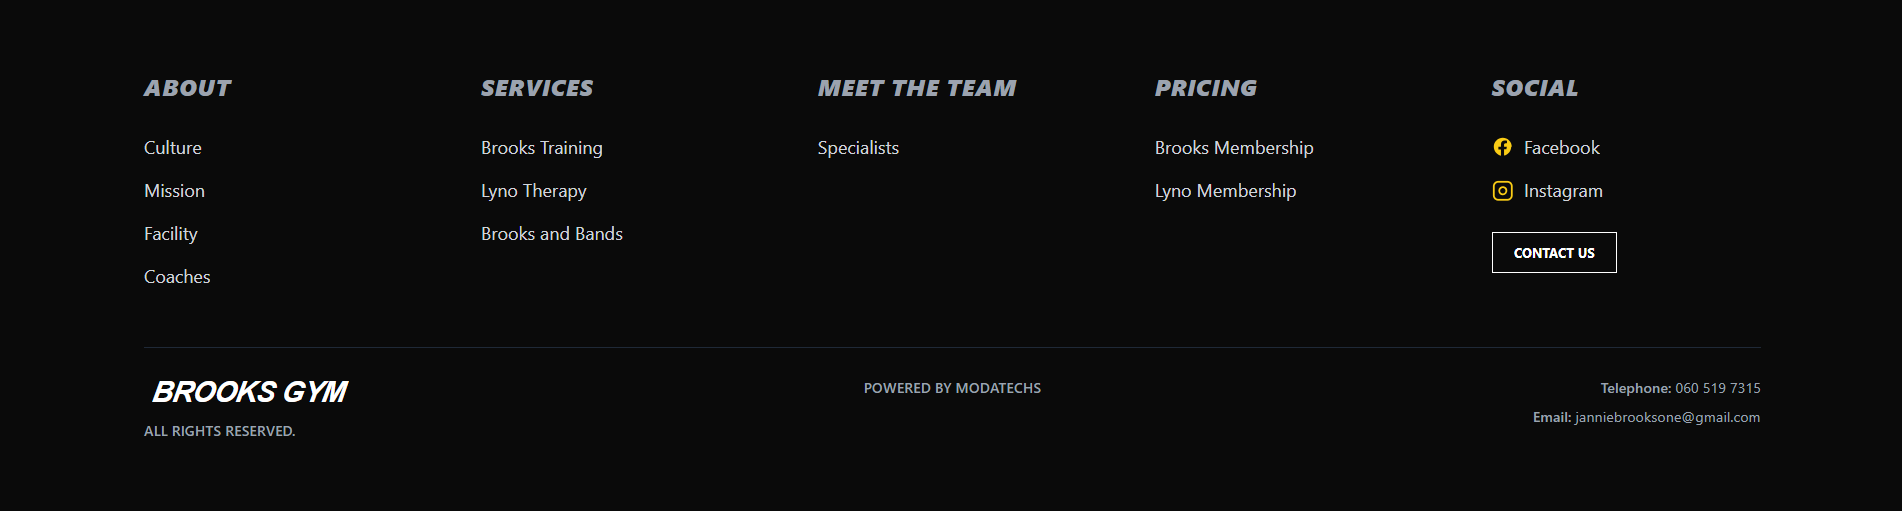 ABOUT
Culture
Mission
Facility
Coaches
SERVICES
Brooks Training
Lyno Therapy
Brooks and Bands
MEET THE TEAM
Specialists
PRICING
Brooks Membership
Lyno Membership
SOCIAL
Facebook
Instagram
CONTACT US
BROOKS GYM
ALL RIGHTS RESERVED.
POWERED BY MODATECHS
Telephone: 060 519 7315
Email: janniebrooksone@gmail.com